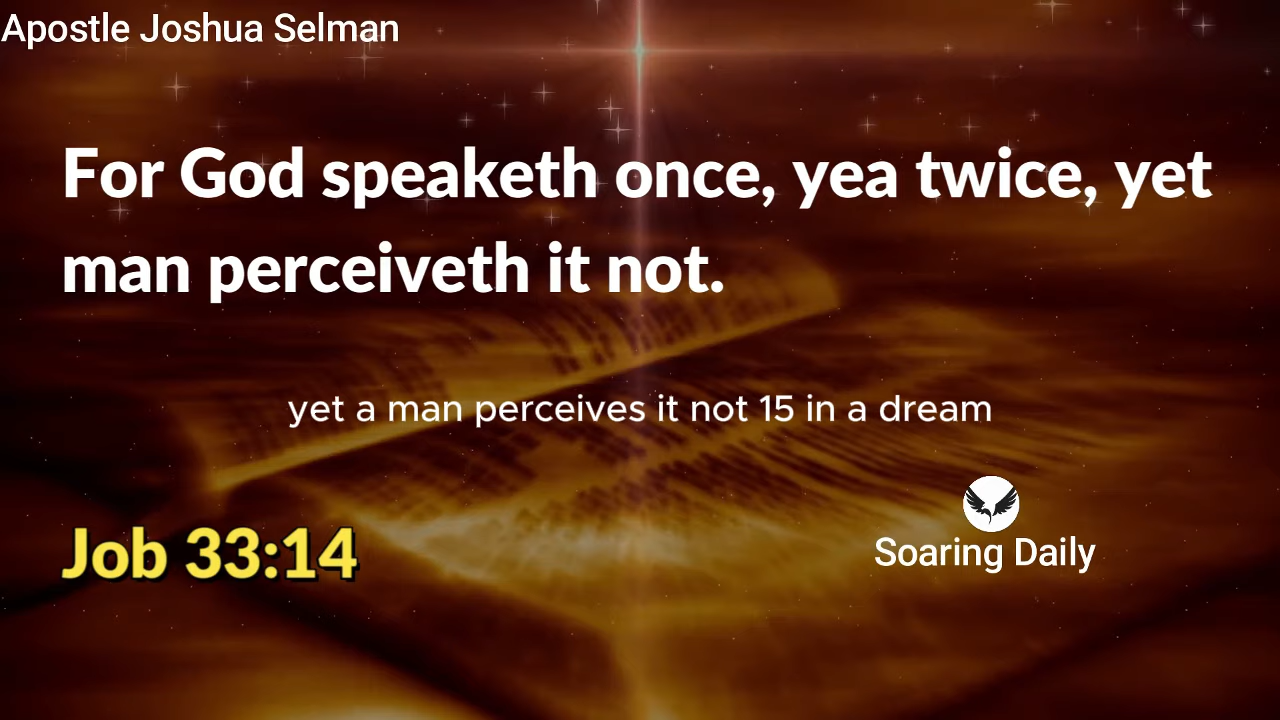 Apostle Joshua Selman
For God speaketh once, yea twice, yet
man perceiveth it not.
yet a man perceives it not 15 in a dream
Job 33:14
Soaring Daily